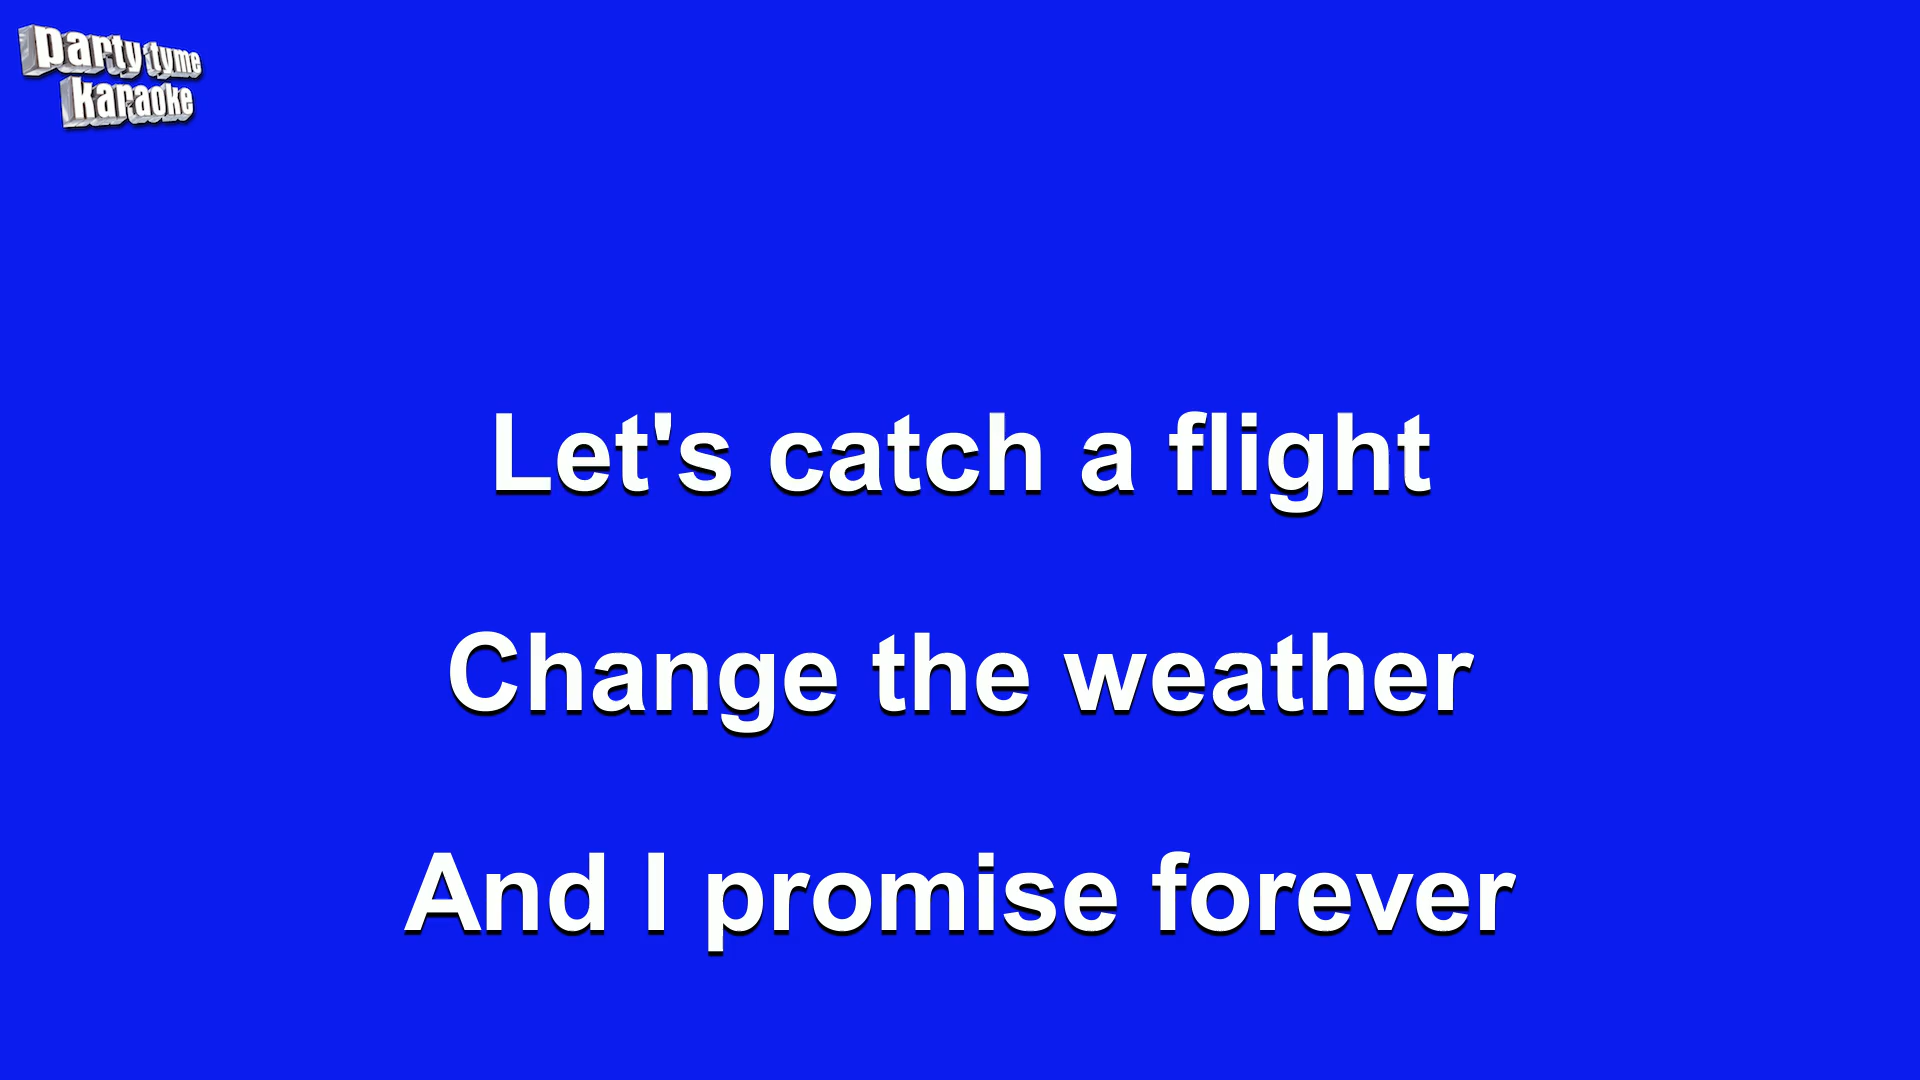 party tyme
karaoke
Let's catch a flight
Change the weather
And I promise forever